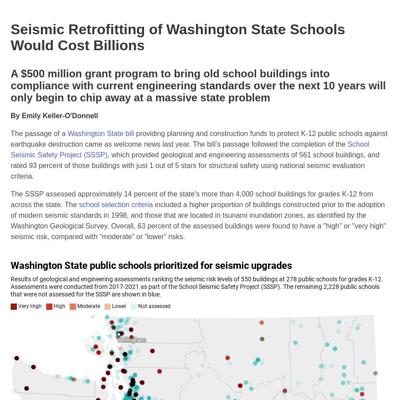 Seismic Retrofitting of Washington State Schools
Would Cost Billions
A $500 million grant program to bring old school buildings into
compliance with current engineering standards over the next 10 years will
only begin to chip away at a massive state problem
By Emily Keller-O'Donnell
The passage of a Washington State bill providing planning and construction funds to protect K-12 public schools against
earthquake destruction came as welcome news last year. The bill's passage followed the completion of the School
Seismic Safety Project (SSSP), which provided geological and engineering assessments of 561 school buildings, and
rated 93 percent of those buildings with just 1 out of 5 stars for structural safety using national seismic evaluation
criteria.
The SSSP assessed approximately 14 percent of the state's more than 4,000 school buildings for grades K-12 from
across the state. The school selection criteria included a higher proportion of buildings constructed prior to the adoption
of modern seismic standards in 1998, and those that are located in tsunami inundation zones, as identified by the
Washington Geological Survey. Overall, 63 percent of the assessed buildings were found to have a "high" or "very high"
seismic risk, compared with "moderate" or "low" risks.
Washington State public schools prioritized for seismic upgrades
Results of geological and engineering assessments ranking the seismic risk levels of 550 buildings at 278 public schools for grades K-12.
Assessments were conducted from 2017-2021 as part of the School Seismic Safety Project (SSSP). The remaining 2,228 public schools
that were not assessed for the SSSP are shown in blue.
Very High High Moderate Lower Not assessed